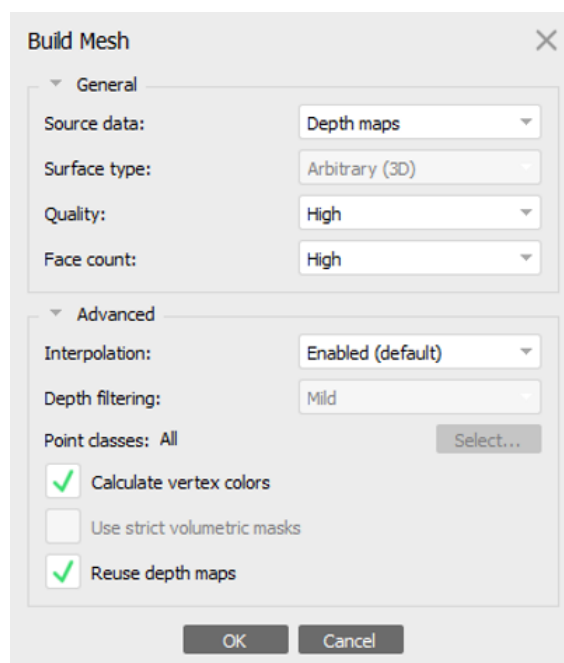 Build Mesh
General
Source data: Depth maps
Surface type: Arbitrary (3D)
Quality: High
Face count: High
Advanced
Interpolation: Enabled (default)
Depth filtering: Mild
Point classes: All Select...
Calculate vertex colors
Use strict volumetric masks
Reuse depth maps
OK Cancel